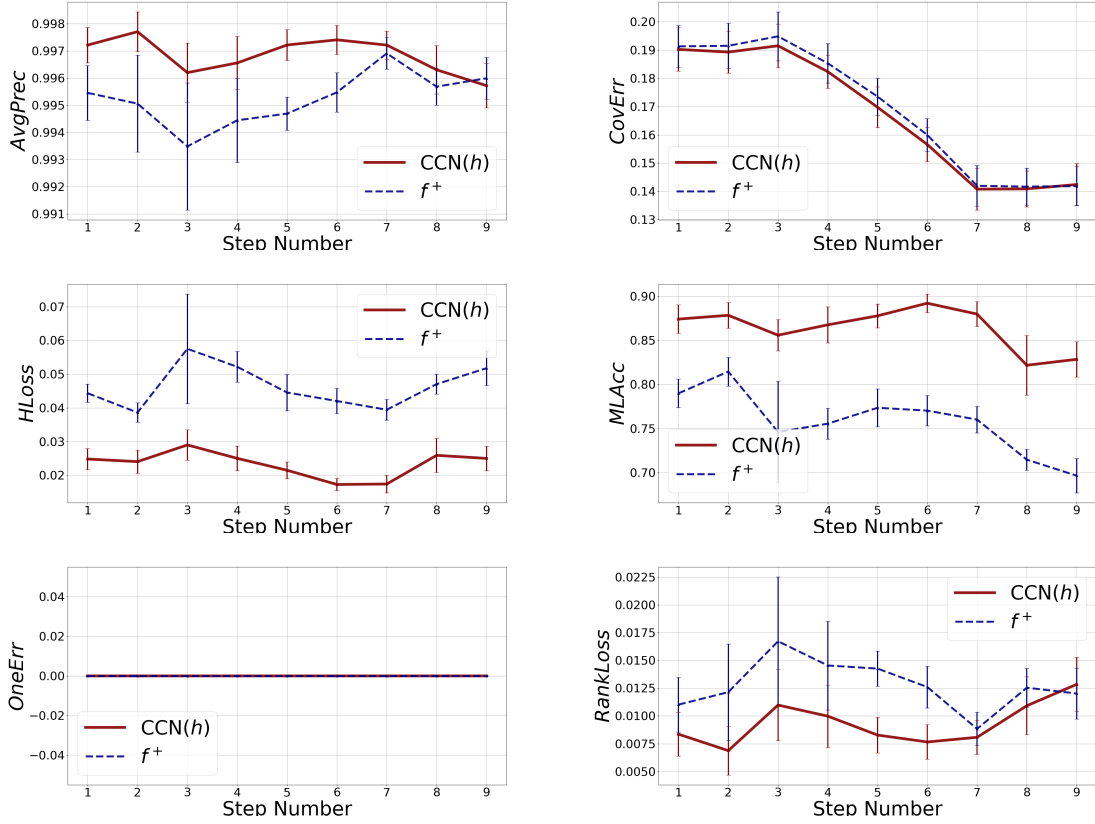 AvgPrec
0.998
0.997
0.996
0.995
0.994
0.993
0.992
0.991
CCN(h)
f⁺
1 2 3 4 5 6 7 8 9
Step Number
CovErr
0.20
0.19
0.18
0.17
0.16
0.15
0.14
0.13
CCN(h)
f⁺
1 2 3 4 5 6 7 8 9
Step Number
HLoss
0.07
0.06
0.05
0.04
0.03
0.02
CCN(h)
f⁺
1 2 3 4 5 6 7 8 9
Step Number
MLAcc
0.90
0.85
0.80
0.75
0.70
CCN(h)
f⁺
1 2 3 4 5 6 7 8 9
Step Number
OneErr
0.04
0.02
0.00
−0.02
−0.04
CCN(h)
f⁺
1 2 3 4 5 6 7 8 9
Step Number
RankLoss
0.0225
0.0200
0.0175
0.0150
0.0125
0.0100
0.0075
0.0050
CCN(h)
f⁺
1 2 3 4 5 6 7 8 9
Step Number